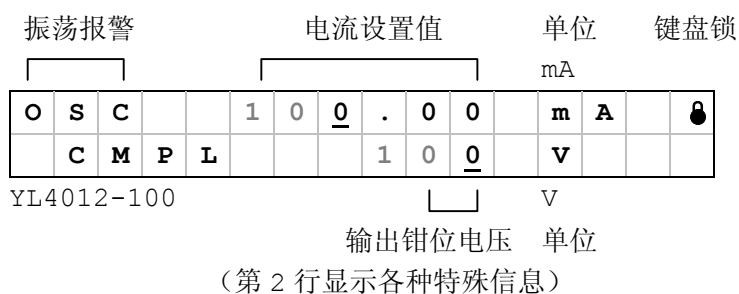 振荡报警 电流设置值 单位 键盘锁
mA
OSC 100.00 mA
CMPL 100 V
YL4012-100 V
输出钳位电压 单位
（第 2 行显示各种特殊信息）